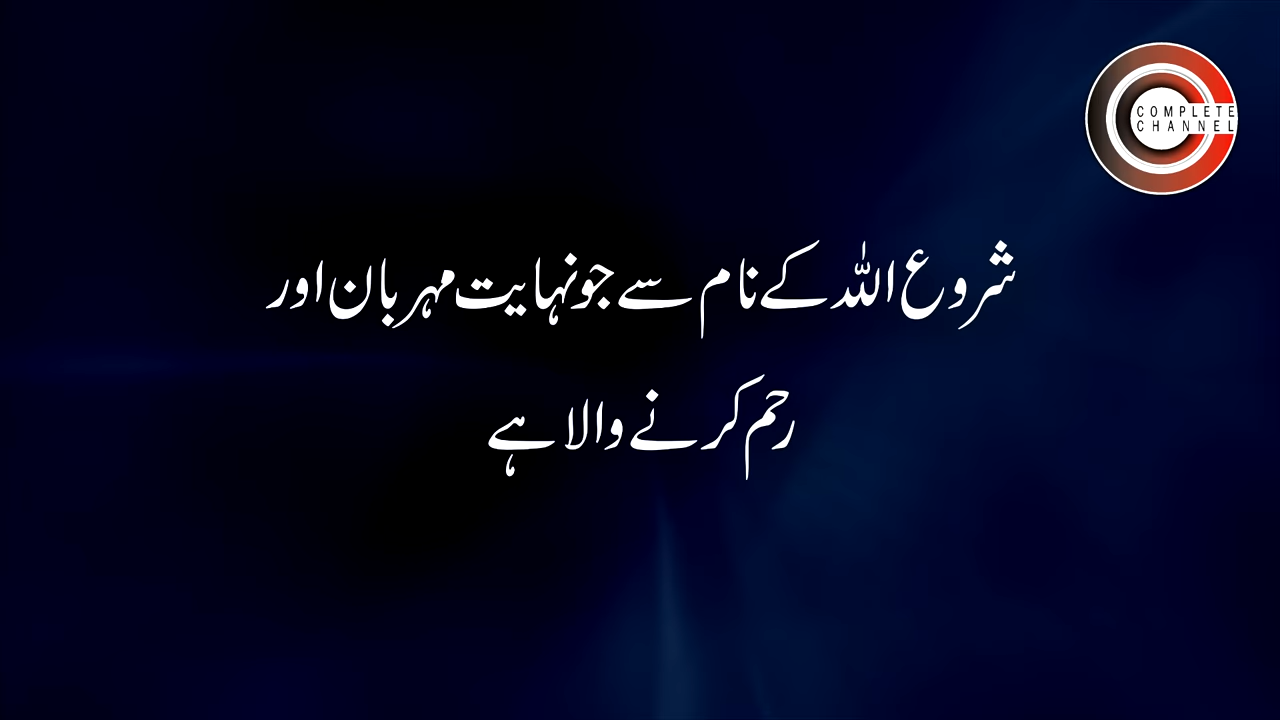 COMPLETE
CHANNEL
شروع اللہ کے نام سے جو نہایت مہربان اور
رحم کرنے والا ہے